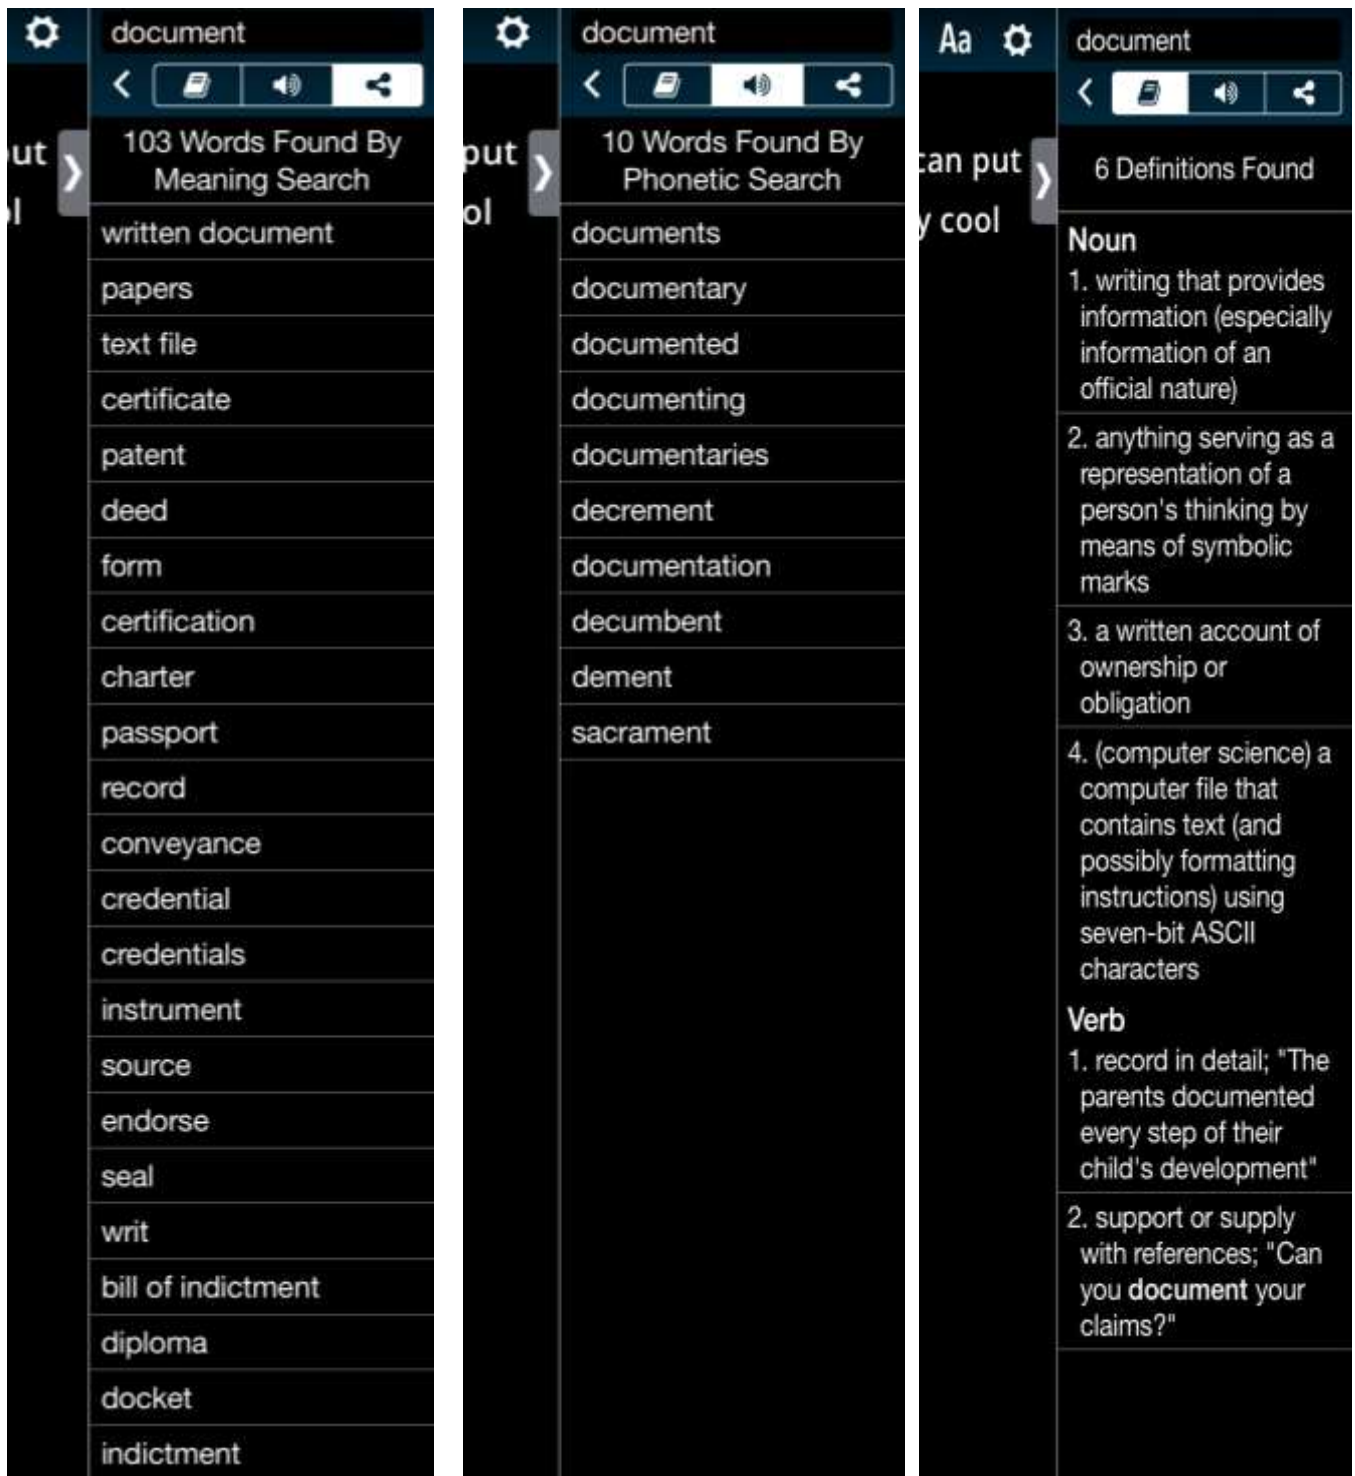 document
103 Words Found By
Meaning Search
written document
papers
text file
certificate
patent
deed
form
certification
charter
passport
record
conveyance
credential
credentials
instrument
source
endorse
seal
writ
bill of indictment
diploma
docket
indictment
document
put
ol
10 Words Found By
Phonetic Search
documents
documentary
documented
documenting
documentaries
decrement
documentation
decumbent
dement
sacrament
Aa
document
can put
y cool
6 Definitions Found
Noun
1. writing that provides
information (especially
information of an
official nature)
2. anything serving as a
representation of a
person's thinking by
means of symbolic
marks
3. a written account of
ownership or
obligation
4. (computer science) a
computer file that
contains text (and
possibly formatting
instructions) using
seven-bit ASCII
characters
Verb
1. record in detail; "The
parents documented
every step of their
child's development"
2. support or supply
with references; "Can
you document your
claims?"